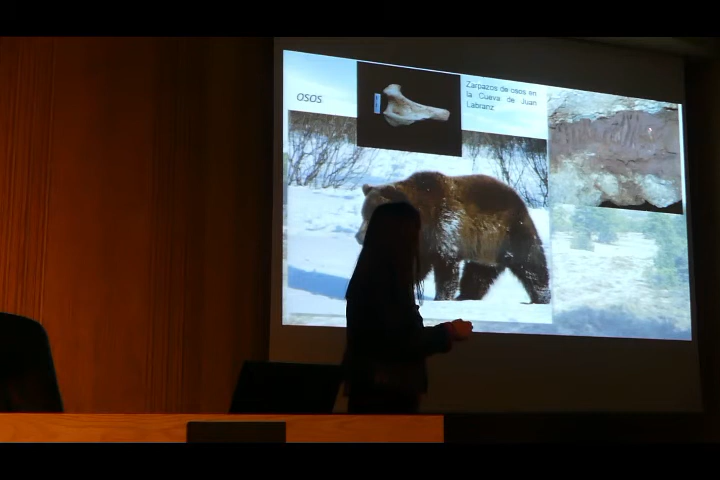 osos
Zarpazos de osos en
la Cueva de Juan
Labranz